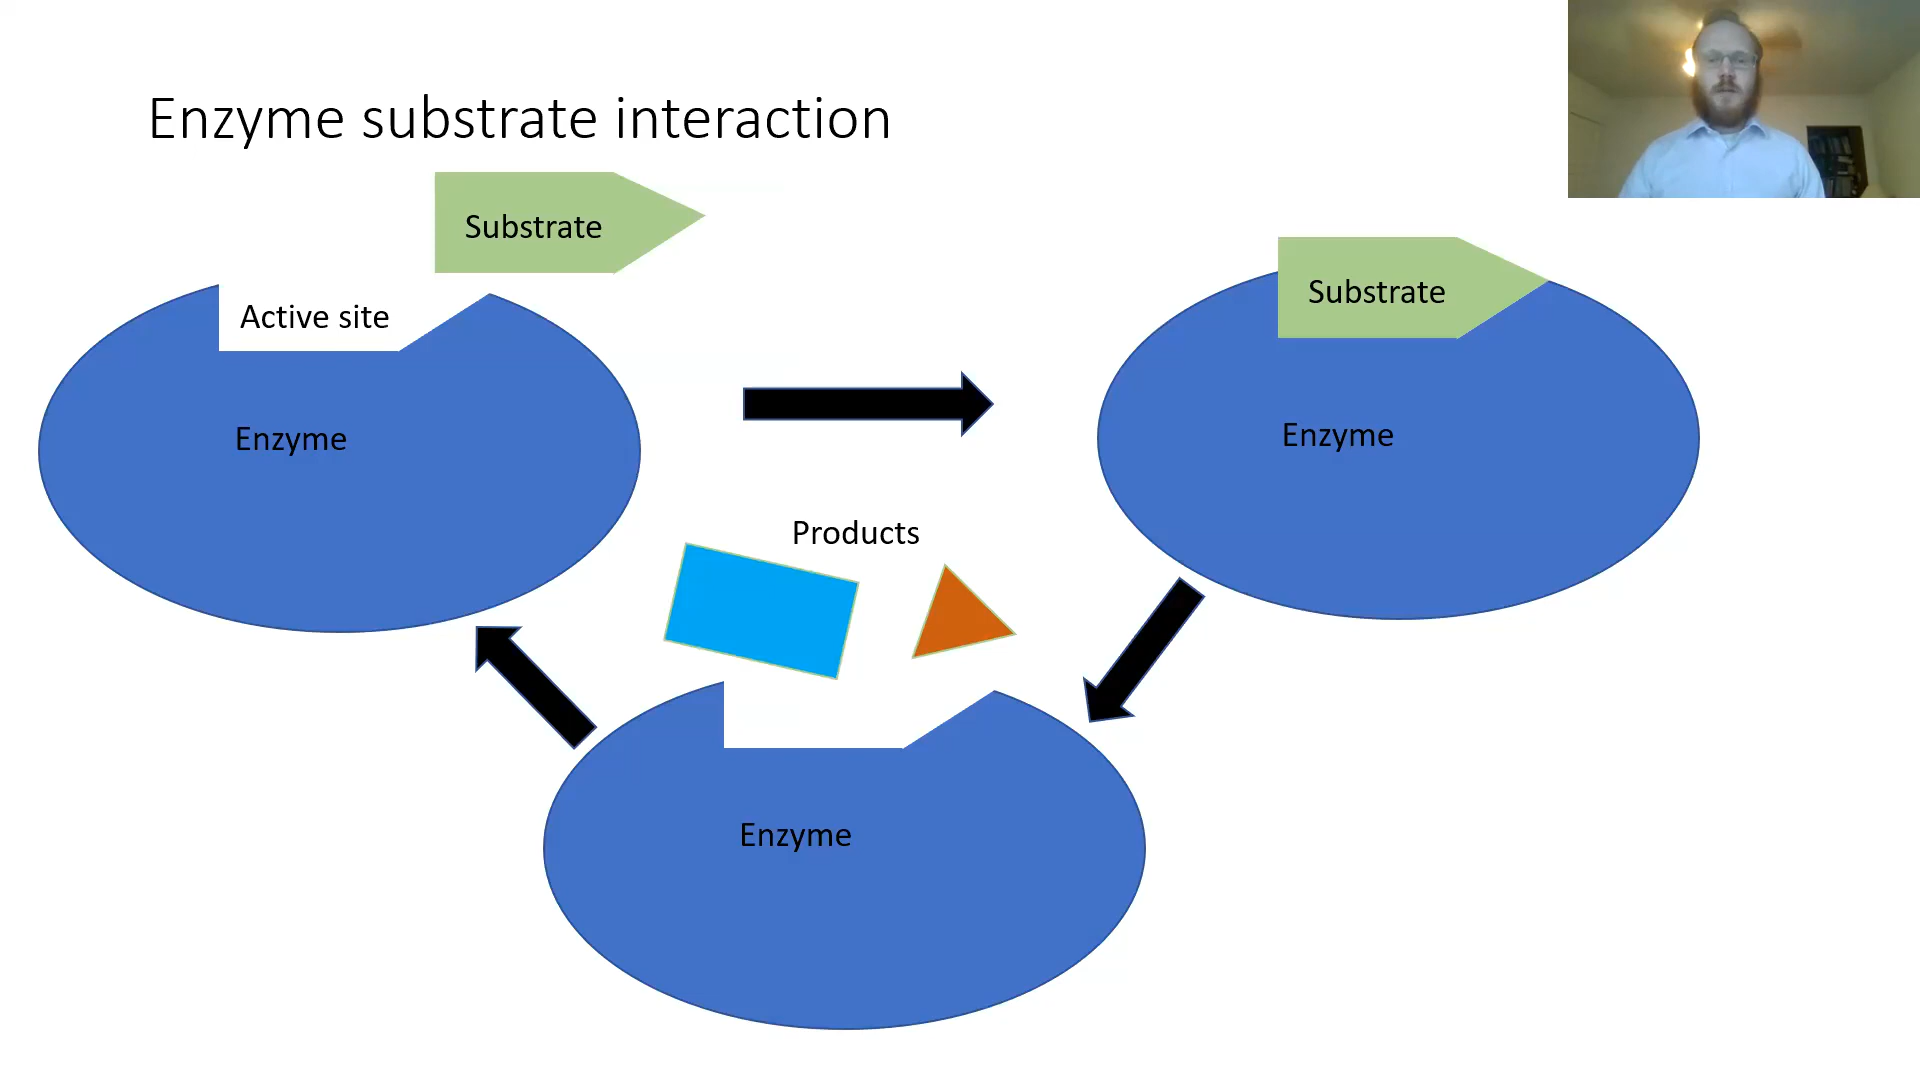 Enzyme substrate interaction
Substrate
Active site
Enzyme
Substrate
Enzyme
Products
Enzyme